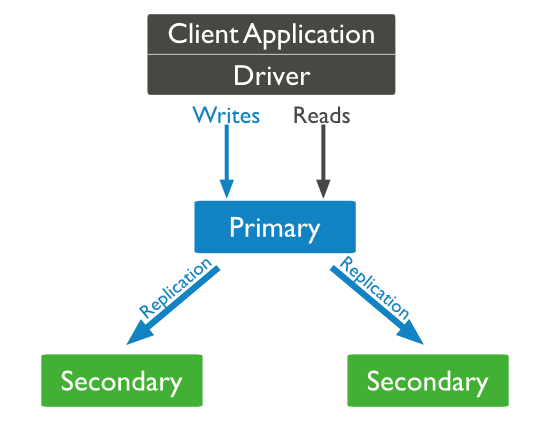 Client Application
Driver
Writes
Reads
Primary
Replication
Replication
Secondary
Secondary